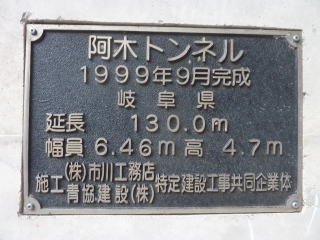 阿木トンネル
1999年9月完成
岐阜県
延長 130.0m
幅員 6.46m 高 4.7m
施工 (株)市川工務店 青協建設(株) 特定建設工事共同企業体